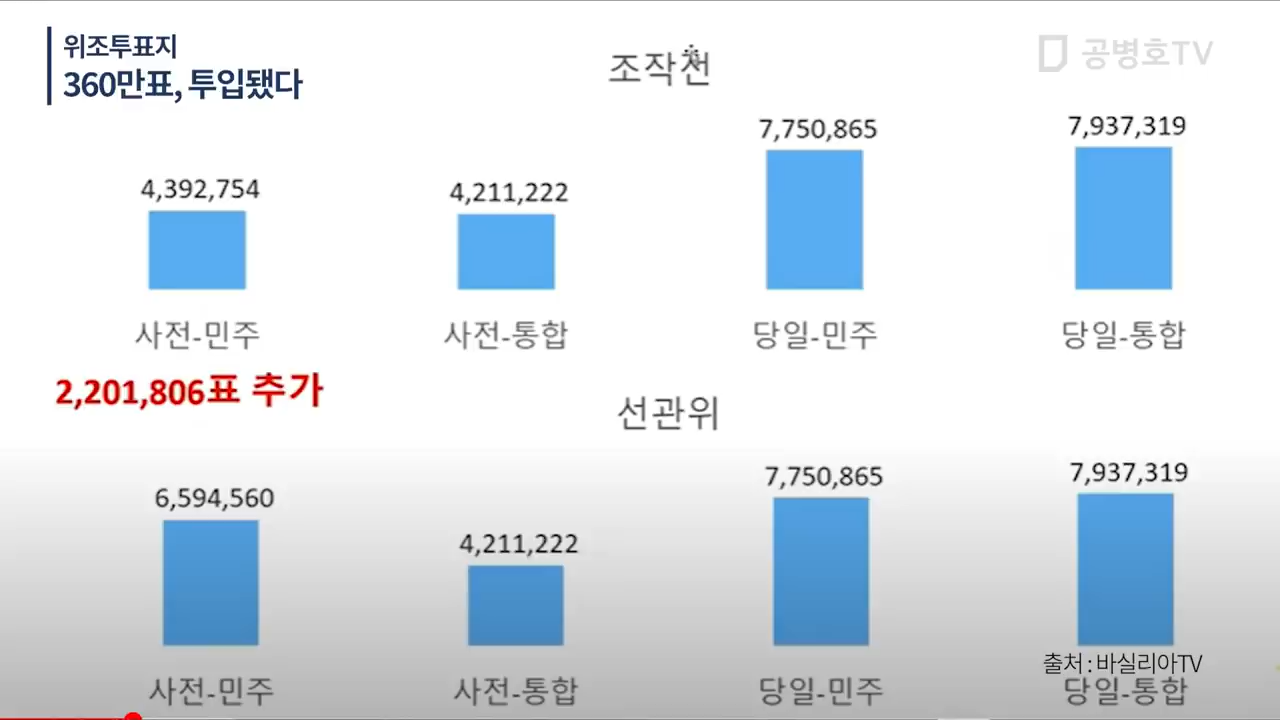 위조투표지
360만표, 투입됐다
공병호TV
조작전
4,392,754
4,211,222
7,750,865
7,937,319
사전-민주
사전-통합
당일-민주
당일-통합
2,201,806표 추가
선관위
6,594,560
4,211,222
7,750,865
7,937,319
출처 : 바실리아TV
사전-민주
사전-통합
당일-민주
당일-통합